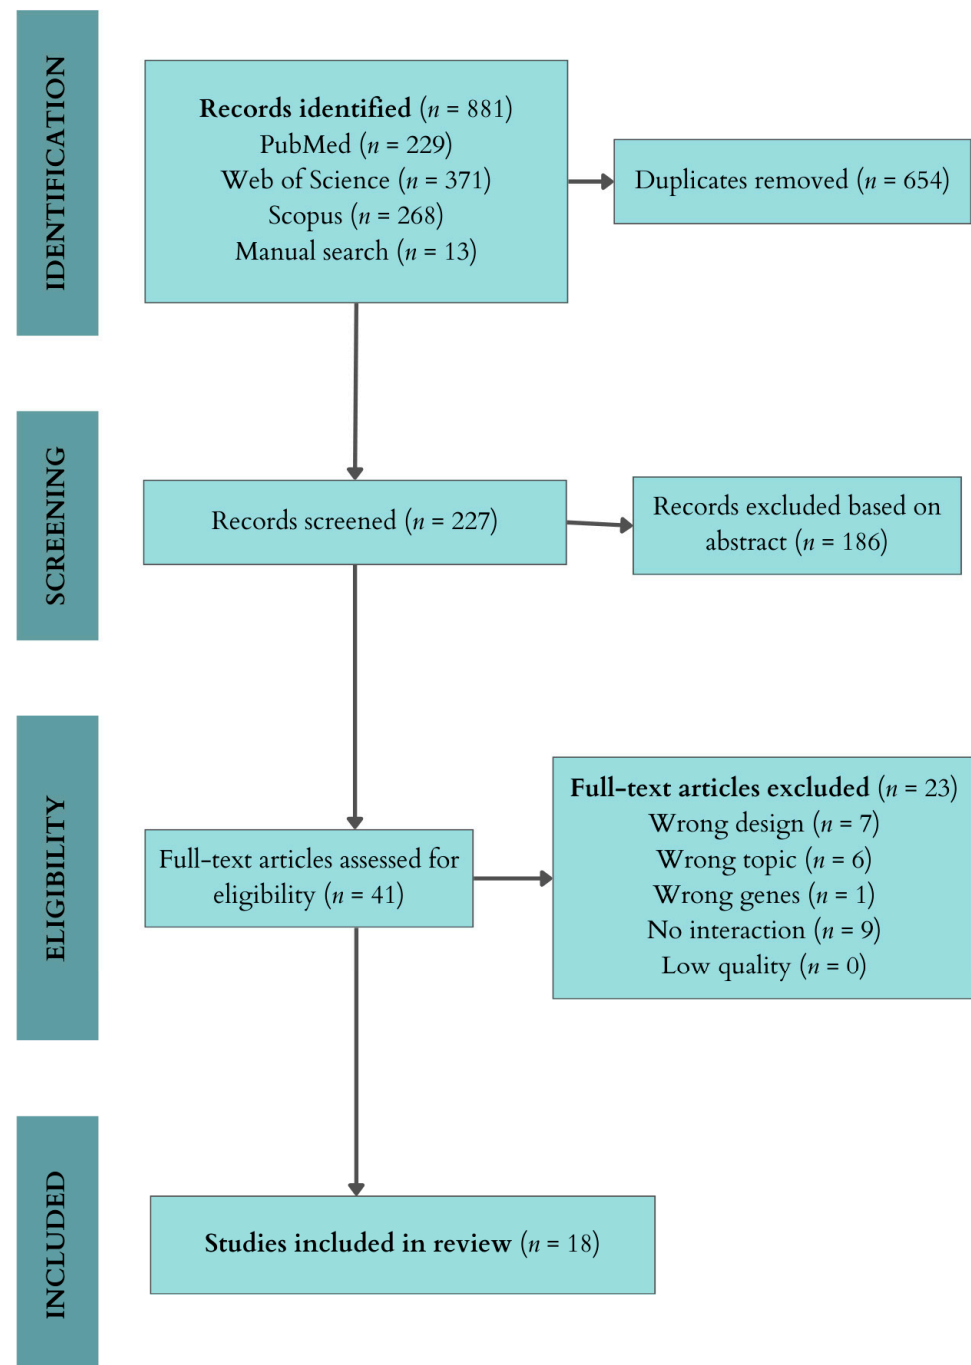 IDENTIFICATION
Records identified (n = 881)
PubMed (n = 229)
Web of Science (n = 371)
Scopus (n = 268)
Manual search (n = 13)
Duplicates removed (n = 654)
SCREENING
Records screened (n = 227)
Records excluded based on
abstract (n = 186)
ELIGIBILITY
Full-text articles assessed for
eligibility (n = 41)
Full-text articles excluded (n = 23)
Wrong design (n = 7)
Wrong topic (n = 6)
Wrong genes (n = 1)
No interaction (n = 9)
Low quality (n = 0)
INCLUDED
Studies included in review (n = 18)